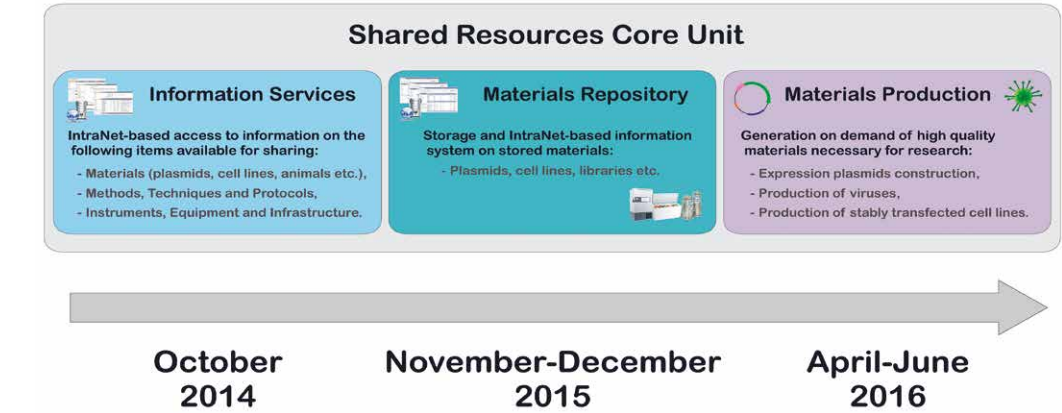 Shared Resources Core Unit
Information Services
IntraNet-based access to information on the
following items available for sharing:
- Materials (plasmids, cell lines, animals etc.),
- Methods, Techniques and Protocols,
- Instruments, Equipment and Infrastructure.
Materials Repository
Storage and IntraNet-based information
system on stored materials:
- Plasmids, cell lines, libraries etc.
Materials Production
Generation on demand of high quality
materials necessary for research:
- Expression plasmids construction,
- Production of viruses,
- Production of stably transfected cell lines.
October
2014
November-December
2015
April-June
2016